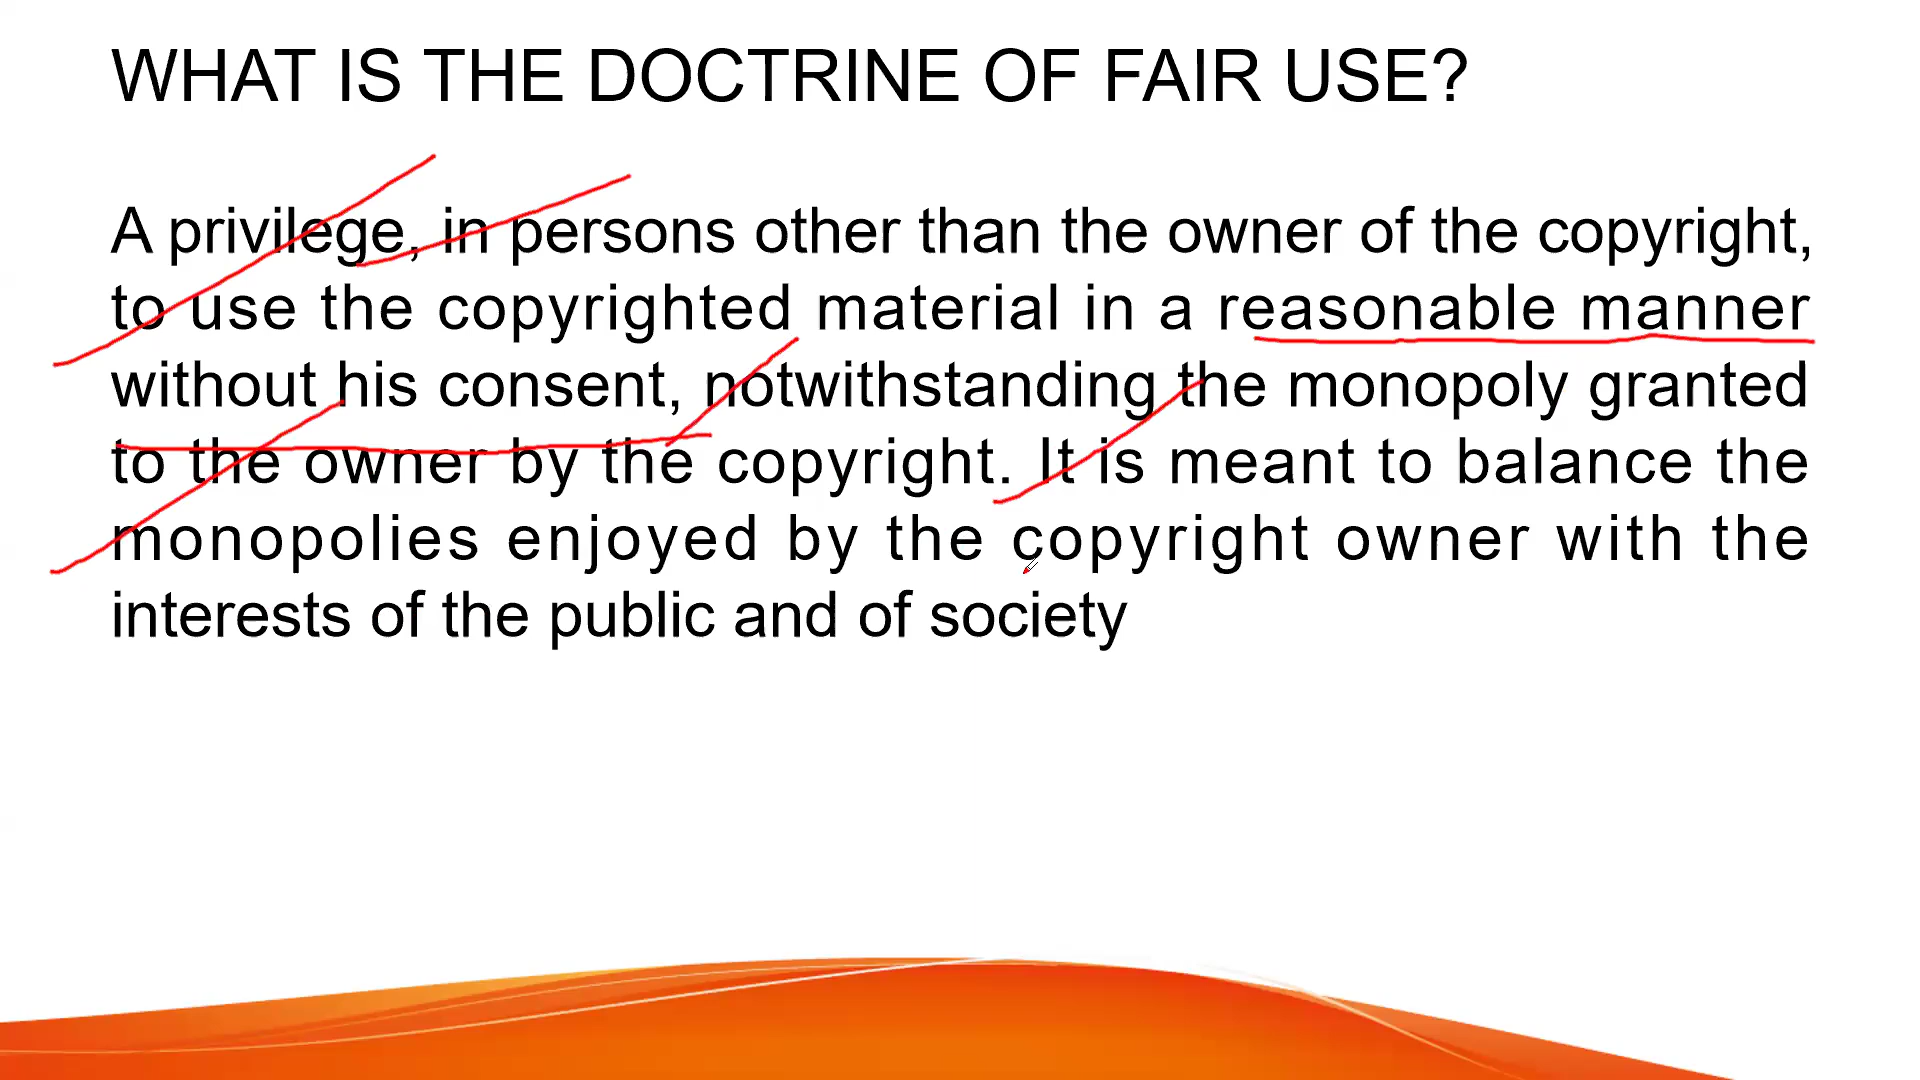 WHAT IS THE DOCTRINE OF FAIR USE?
A privilege, in persons other than the owner of the copyright,
to use the copyrighted material in a reasonable manner
without his consent, notwithstanding the monopoly granted
to the owner by the copyright. It is meant to balance the
monopolies enjoyed by the copyright owner with the
interests of the public and of society